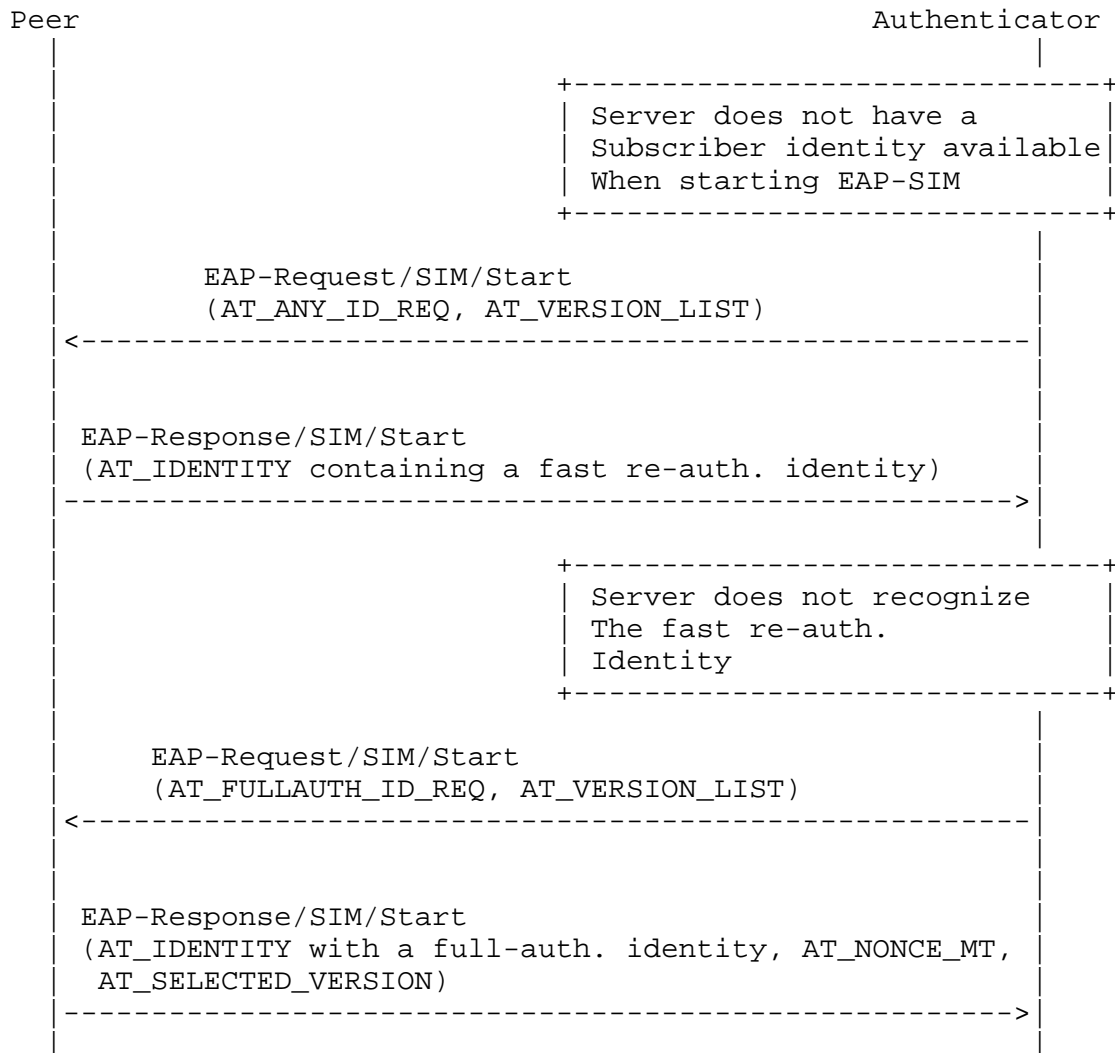 Peer Authenticator
Server does not have a
Subscriber identity available
When starting EAP-SIM
EAP-Request/SIM/Start
(AT_ANY_ID_REQ, AT_VERSION_LIST)
EAP-Response/SIM/Start
(AT_IDENTITY containing a fast re-auth. identity)
Server does not recognize
The fast re-auth.
Identity
EAP-Request/SIM/Start
(AT_FULLAUTH_ID_REQ, AT_VERSION_LIST)
EAP-Response/SIM/Start
(AT_IDENTITY with a full-auth. identity, AT_NONCE_MT,
AT_SELECTED_VERSION)